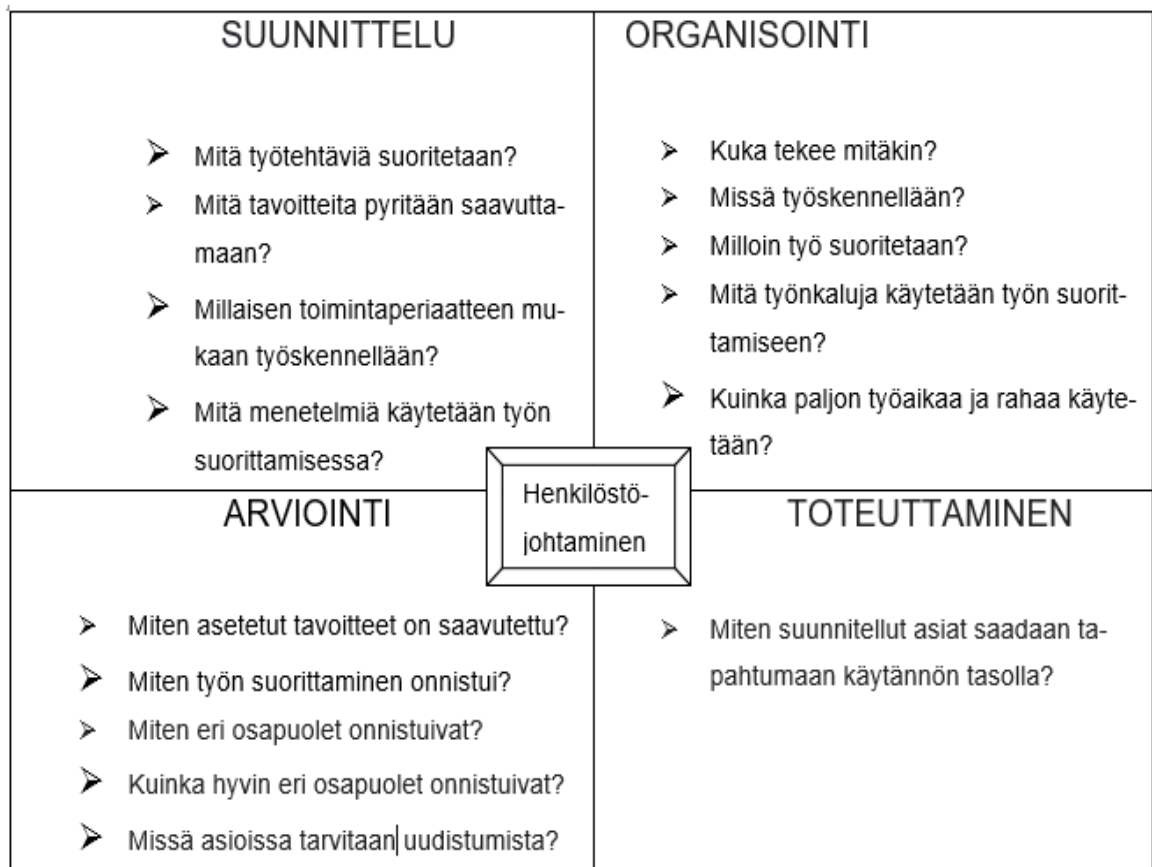 SUUNNITTELU
Mitä työtehtäviä suoritetaan?
Mitä tavoitteita pyritään saavutta-
maan?
Millaisen toimintaperiaatteen mu-
kaan työskennellään?
Mitä menetelmiä käytetään työn
suorittamisessa?
ORGANISOINTI
Kuka tekee mitäkin?
Missä työskennellään?
Milloin työ suoritetaan?
Mitä työnkaluja käytetään työn suorit-
tamiseen?
Kuinka paljon työaikaa ja rahaa käyte-
tään?
Henkilöstö-
johtaminen
ARVIOINTI
Miten asetetut tavoitteet on saavutettu?
Miten työn suorittaminen onnistui?
Miten eri osapuolet onnistuivat?
Kuinka hyvin eri osapuolet onnistuivat?
Missä asioissa tarvitaan uudistumista?
TOTEUTTAMINEN
Miten suunnitellut asiat saadaan ta-
pahtumaan käytännön tasolla?